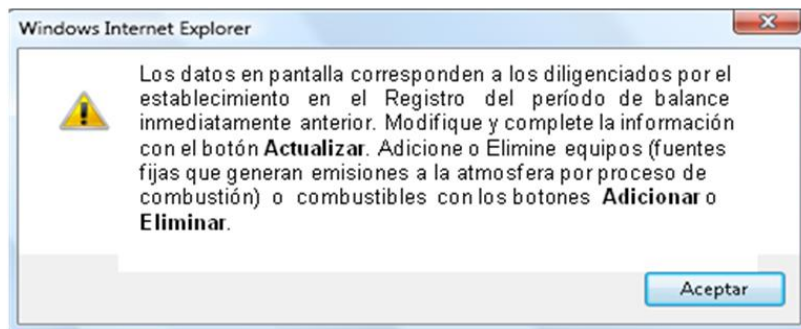 Windows Internet Explorer
Los datos en pantalla corresponden a los diligenciados por el
establecimiento en el Registro del período de balance
inmediatamente anterior. Modifique y complete la información
con el botón Actualizar. Adicione o Elimine equipos (fuentes
fijas que generan emisiones a la atmosfera por proceso de
combustión) o combustibles con los botones Adicionar o
Eliminar.
Aceptar